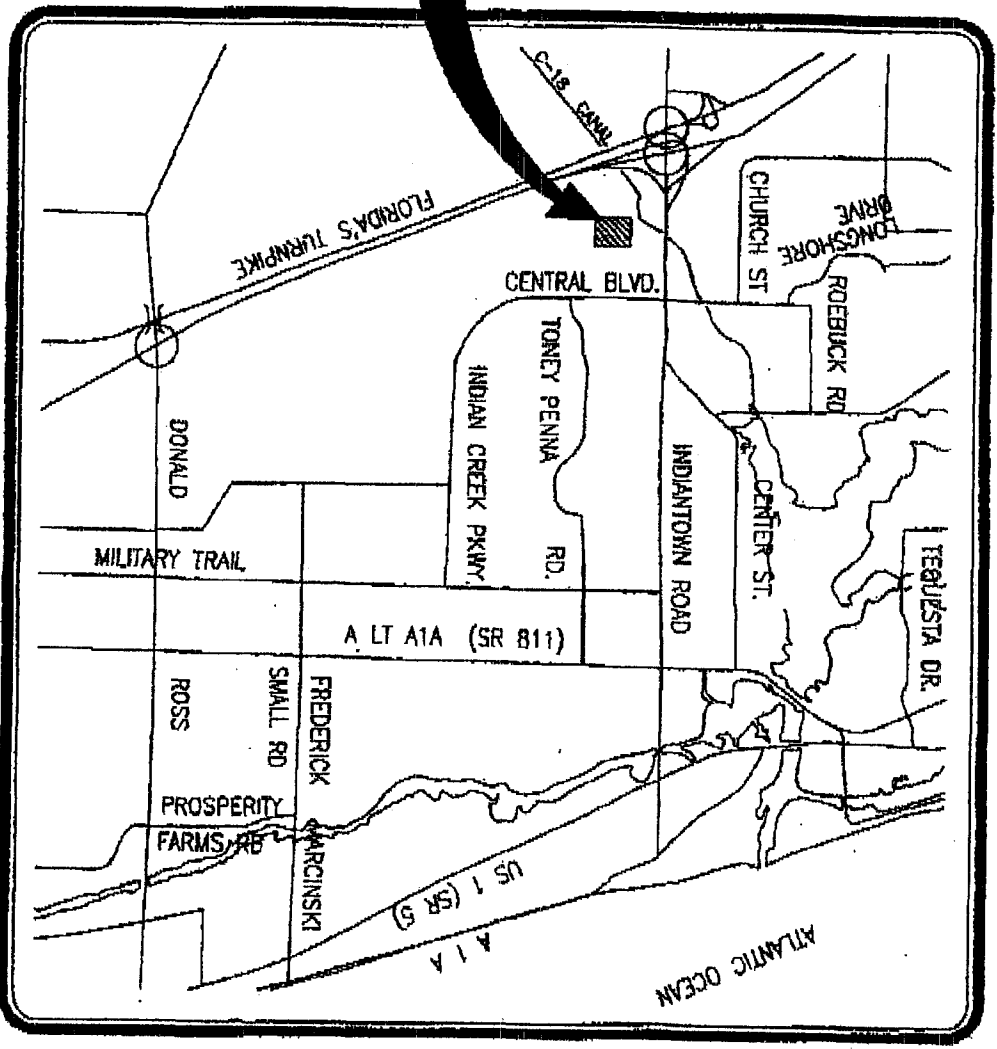 C-18 CANAL
FLORIDA'S TURNPIKE
CHURCH ST
LONGSHORE
DRIVE
CENTRAL BLVD.
ROEBUCK RD
TONEY PENNA RD.
INDIAN CREEK PKWY.
DONALD ROSS
INDIANTOWN ROAD
CENTER ST.
MILITARY TRAIL
TEQUESTA DR.
A LT A1A (SR 811)
FREDERICK
SMALL RD
PROSPERITY
FARMS RD
MARCINSKI
US 1 (SR 5)
A 1 A
ATLANTIC OCEAN